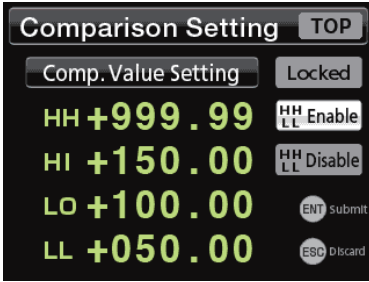 Comparison Setting TOP
Comp. Value Setting Locked
HH +999.99 HH LL Enable
HI +150.00 HH LL Disable
LO +100.00 ENT Submit
LL +050.00 ESC Discard